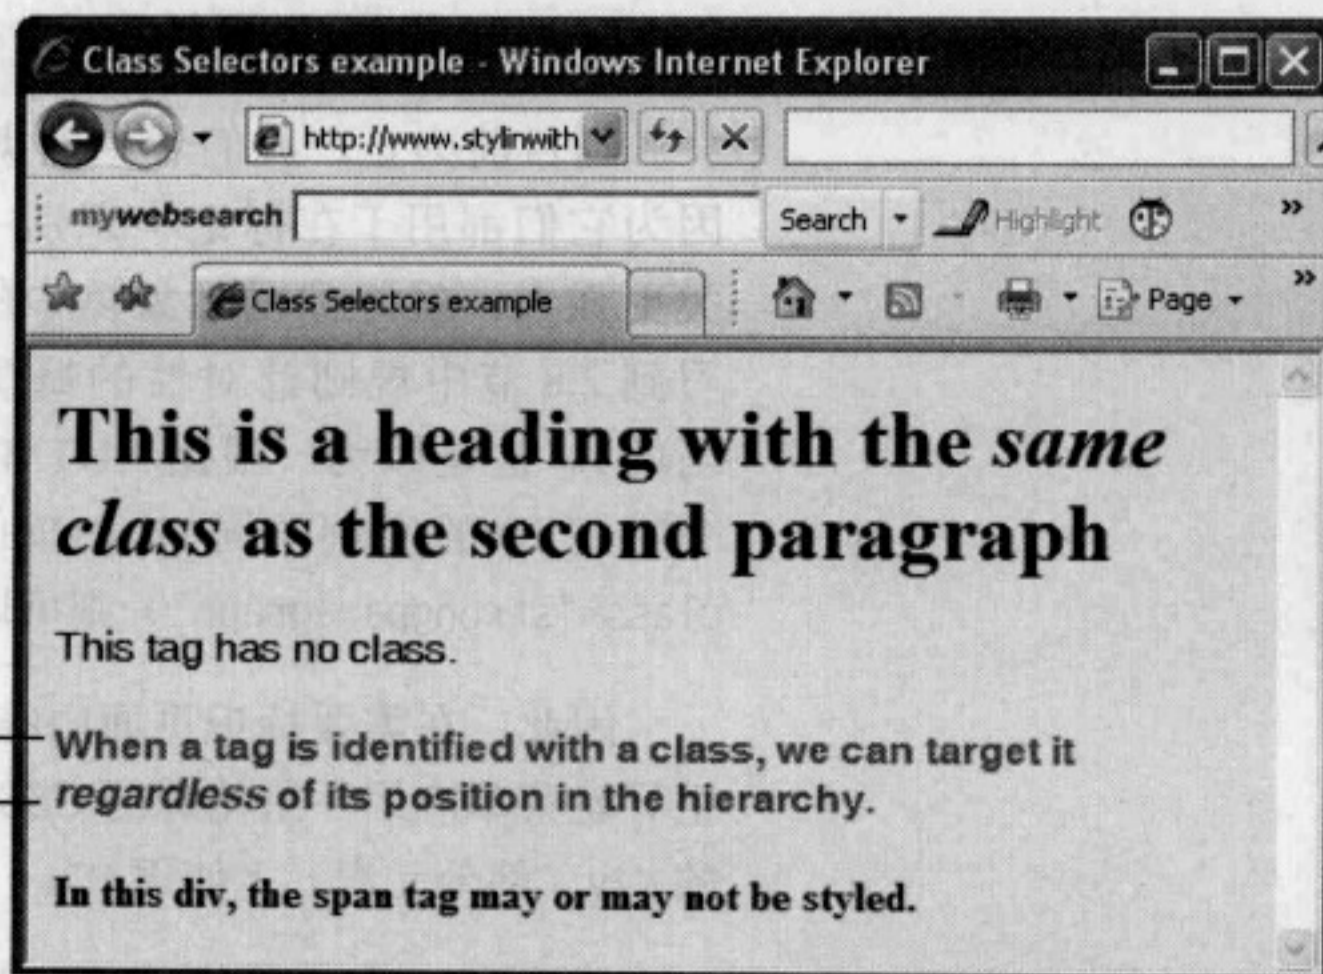 Class Selectors example - Windows Internet Explorer
http://www.stylinwith
mywebsearch Search Highlight »
Class Selectors example Page »
This is a heading with the same
class as the second paragraph
This tag has no class.
When a tag is identified with a class, we can target it
regardless of its position in the hierarchy.
In this div, the span tag may or may not be styled.